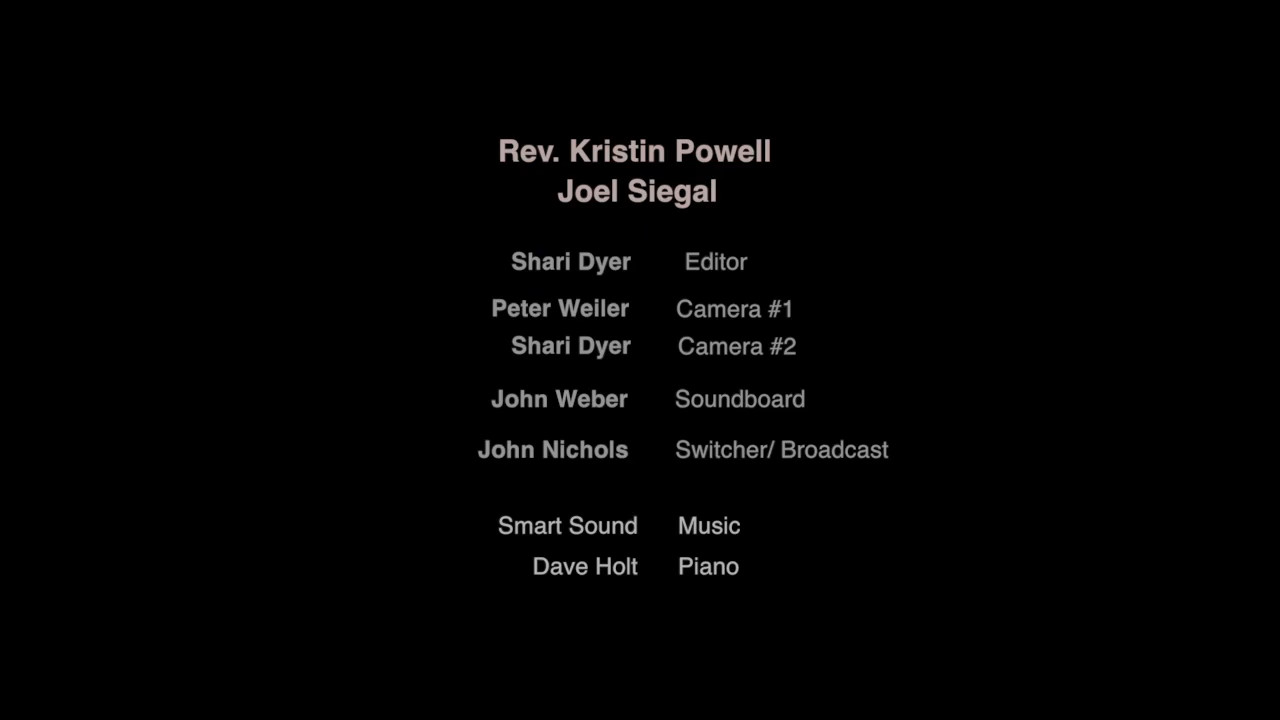 Rev. Kristin Powell
Joel Siegal
Shari Dyer Editor
Peter Weiler Camera #1
Shari Dyer Camera #2
John Weber Soundboard
John Nichols Switcher/ Broadcast
Smart Sound Music
Dave Holt Piano